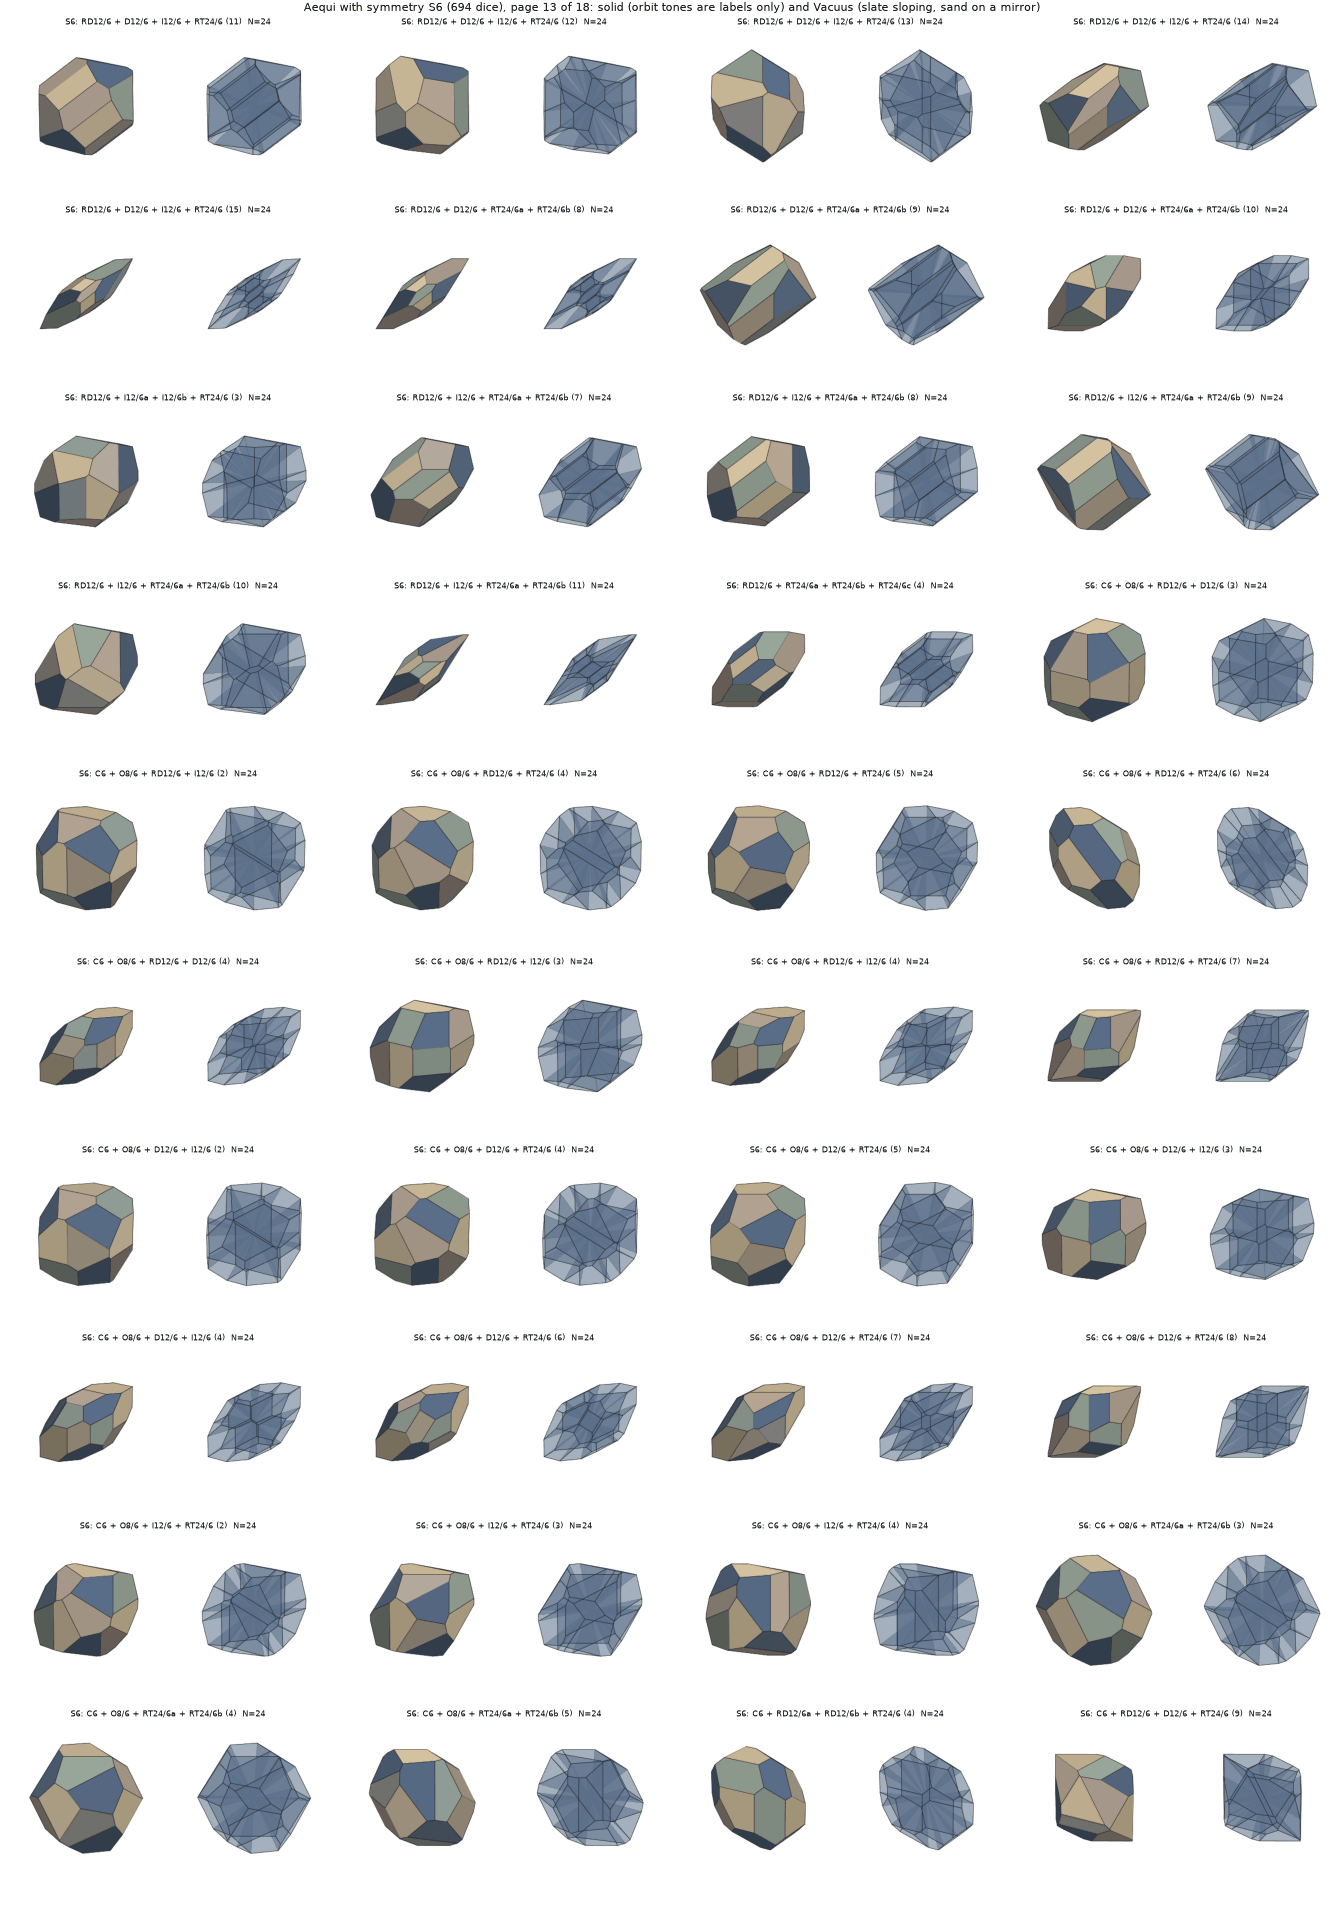 Aequi with symmetry S6 (694 dice), page 13 of 18: solid (orbit tones are labels only) and Vacuus (slate sloping, sand on a mirror)
S6: RD12/6 + D12/6 + I12/6 + RT24/6 (11)  N=24
S6: RD12/6 + D12/6 + I12/6 + RT24/6 (12)  N=24
S6: RD12/6 + D12/6 + I12/6 + RT24/6 (13)  N=24
S6: RD12/6 + D12/6 + I12/6 + RT24/6 (14)  N=24
S6: RD12/6 + D12/6 + I12/6 + RT24/6 (15)  N=24
S6: RD12/6 + D12/6 + RT24/6a + RT24/6b (8)  N=24
S6: RD12/6 + D12/6 + RT24/6a + RT24/6b (9)  N=24
S6: RD12/6 + D12/6 + RT24/6a + RT24/6b (10)  N=24
S6: RD12/6 + I12/6a + I12/6b + RT24/6 (3)  N=24
S6: RD12/6 + I12/6 + RT24/6a + RT24/6b (7)  N=24
S6: RD12/6 + I12/6 + RT24/6a + RT24/6b (8)  N=24
S6: RD12/6 + I12/6 + RT24/6a + RT24/6b (9)  N=24
S6: RD12/6 + I12/6 + RT24/6a + RT24/6b (10)  N=24
S6: RD12/6 + I12/6 + RT24/6a + RT24/6b (11)  N=24
S6: RD12/6 + RT24/6a + RT24/6b + RT24/6c (4)  N=24
S6: C6 + O8/6 + RD12/6 + D12/6 (3)  N=24
S6: C6 + O8/6 + RD12/6 + I12/6 (2)  N=24
S6: C6 + O8/6 + RD12/6 + RT24/6 (4)  N=24
S6: C6 + O8/6 + RD12/6 + RT24/6 (5)  N=24
S6: C6 + O8/6 + RD12/6 + RT24/6 (6)  N=24
S6: C6 + O8/6 + RD12/6 + D12/6 (4)  N=24
S6: C6 + O8/6 + RD12/6 + I12/6 (3)  N=24
S6: C6 + O8/6 + RD12/6 + I12/6 (4)  N=24
S6: C6 + O8/6 + RD12/6 + RT24/6 (7)  N=24
S6: C6 + O8/6 + D12/6 + I12/6 (2)  N=24
S6: C6 + O8/6 + D12/6 + RT24/6 (4)  N=24
S6: C6 + O8/6 + D12/6 + RT24/6 (5)  N=24
S6: C6 + O8/6 + D12/6 + I12/6 (3)  N=24
S6: C6 + O8/6 + D12/6 + I12/6 (4)  N=24
S6: C6 + O8/6 + D12/6 + RT24/6 (6)  N=24
S6: C6 + O8/6 + D12/6 + RT24/6 (7)  N=24
S6: C6 + O8/6 + D12/6 + RT24/6 (8)  N=24
S6: C6 + O8/6 + I12/6 + RT24/6 (2)  N=24
S6: C6 + O8/6 + I12/6 + RT24/6 (3)  N=24
S6: C6 + O8/6 + I12/6 + RT24/6 (4)  N=24
S6: C6 + O8/6 + RT24/6a + RT24/6b (3)  N=24
S6: C6 + O8/6 + RT24/6a + RT24/6b (4)  N=24
S6: C6 + O8/6 + RT24/6a + RT24/6b (5)  N=24
S6: C6 + RD12/6a + RD12/6b + RT24/6 (4)  N=24
S6: C6 + RD12/6 + D12/6 + RT24/6 (9)  N=24